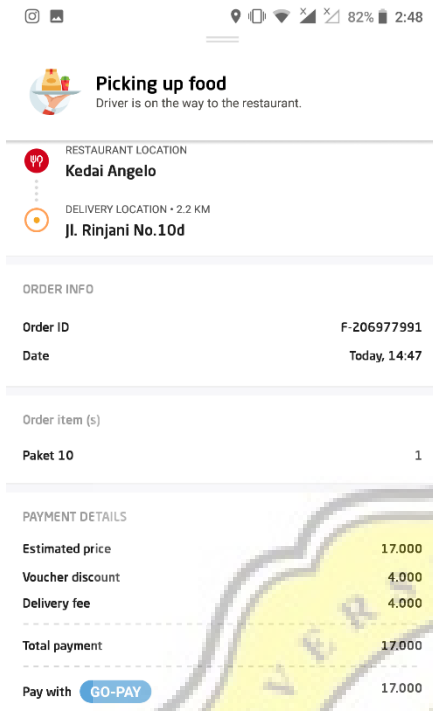 82% 2:48
Picking up food
Driver is on the way to the restaurant.
RESTAURANT LOCATION
Kedai Angelo
DELIVERY LOCATION • 2.2 KM
Jl. Rinjani No.10d
ORDER INFO
Order ID F-206977991
Date Today, 14:47
Order item (s)
Paket 10 1
PAYMENT DETAILS
Estimated price 17.000
Voucher discount 4.000
Delivery fee 4.000
Total payment 17.000
Pay with GO-PAY 17.000
VERS